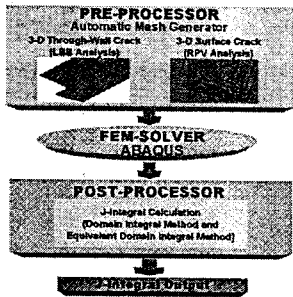 PRE-PROCESSOR
Automatic Mesh Generator
3-D Through-Wall Crack
(LBB Analysis)
3-D Surface Crack
(RPV Analysis)
FEM-SOLVER
ABAQUS
POST-PROCESSOR
J-Integral Calculation
(Domain Integral Method and
Equivalent Domain Integral Method)
J-Integral Output